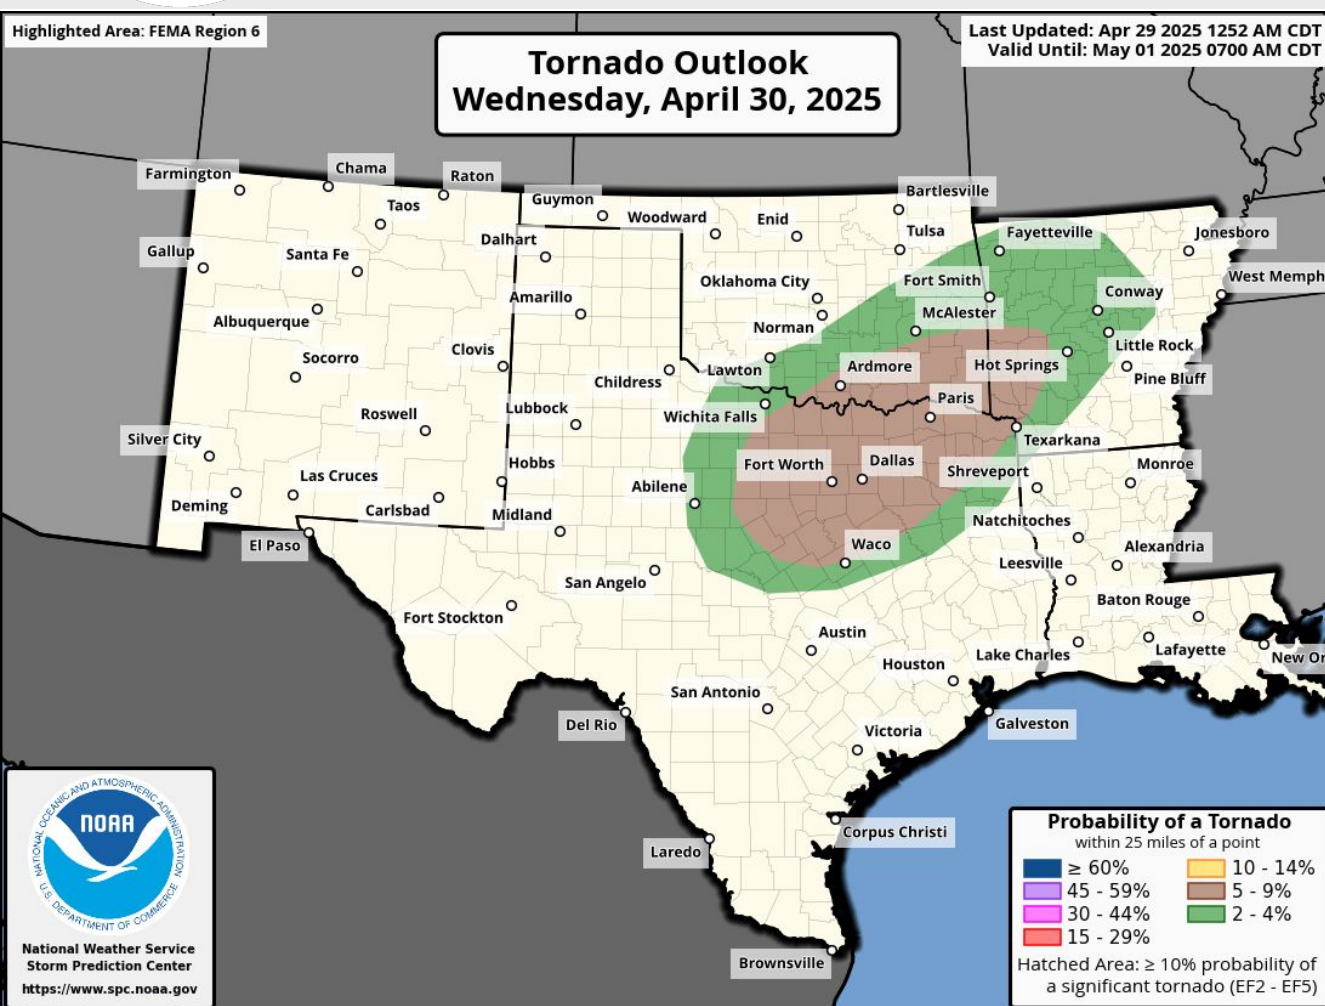 Highlighted Area: FEMA Region 6
Last Updated: Apr 29 2025 1252 AM CDT
Valid Until: May 01 2025 0700 AM CDT
Tornado Outlook
Wednesday, April 30, 2025
Farmington
Chama
Raton
Taos
Guymon
Woodward
Enid
Bartlesville
Tulsa
Fayetteville
Jonesboro
Gallup
Santa Fe
Dalhart
Oklahoma City
Fort Smith
Conway
West Memph
Albuquerque
Amarillo
Norman
McAlester
Little Rock
Socorro
Clovis
Childress
Lawton
Ardmore
Hot Springs
Pine Bluff
Roswell
Lubbock
Wichita Falls
Paris
Texarkana
Silver City
Las Cruces
Hobbs
Fort Worth
Dallas
Shreveport
Monroe
Deming
Carlsbad
Midland
Abilene
Natchitoches
El Paso
San Angelo
Waco
Leesville
Alexandria
Fort Stockton
Austin
Baton Rouge
Houston
Lake Charles
Lafayette
New Or
Del Rio
San Antonio
Victoria
Galveston
Laredo
Corpus Christi
Brownsville
NATIONAL OCEANIC AND ATMOSPHERIC ADMINISTRATION
NOAA
U.S. DEPARTMENT OF COMMERCE
National Weather Service
Storm Prediction Center
https://www.spc.noaa.gov
Probability of a Tornado
within 25 miles of a point
≥ 60% 10 - 14%
45 - 59% 5 - 9%
30 - 44% 2 - 4%
15 - 29%
Hatched Area: ≥ 10% probability of
a significant tornado (EF2 - EF5)